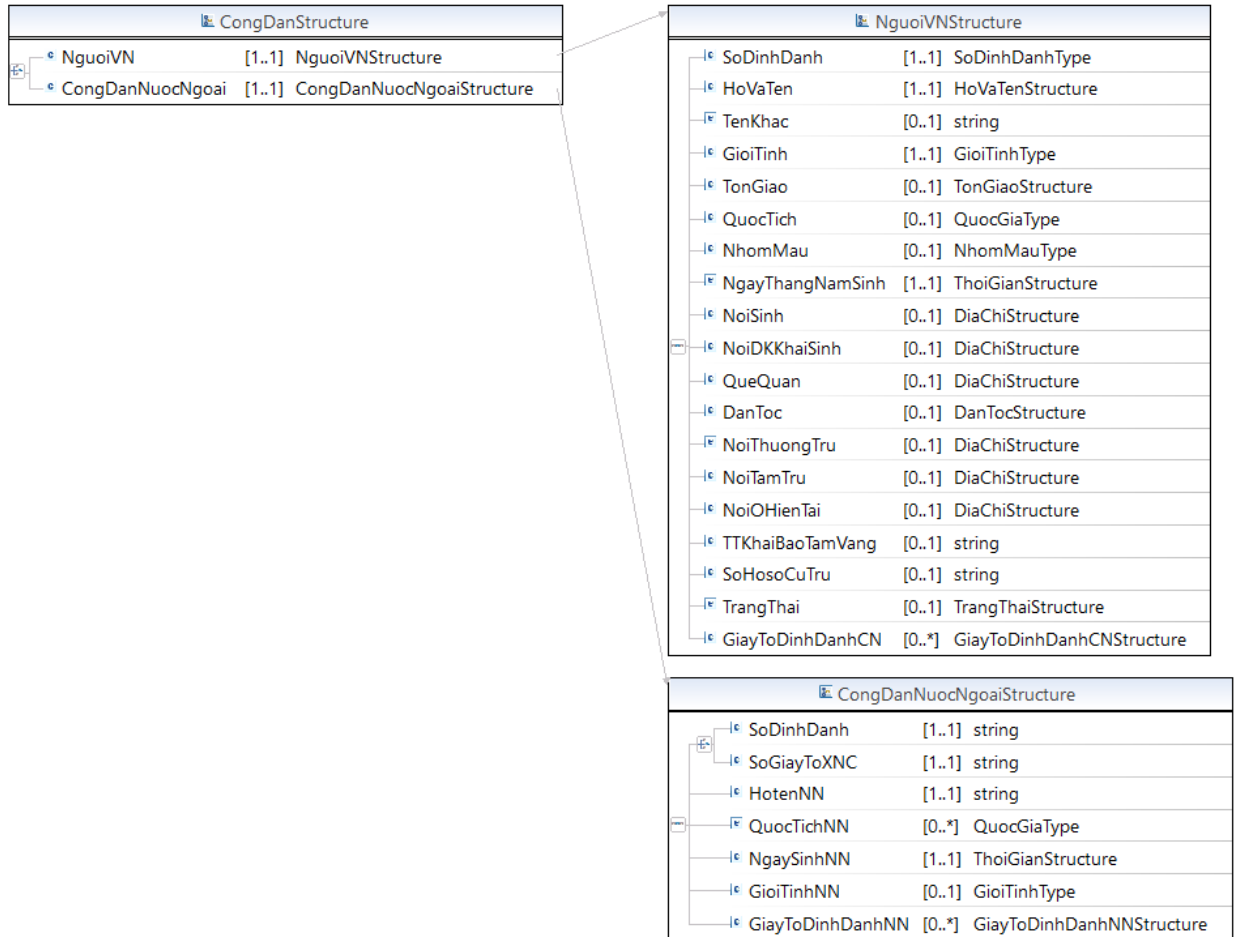 CongDanStructure
NguoiVN [1..1] NguoiVNStructure
CongDanNuocNgoai [1..1] CongDanNuocNgoaiStructure
NguoiVNStructure
SoDinhDanh [1..1] SoDinhDanhType
HoVaTen [1..1] HoVaTenStructure
TenKhac [0..1] string
GioiTinh [1..1] GioiTinhType
TonGiao [0..1] TonGiaoStructure
QuocTich [0..1] QuocGiaType
NhomMau [0..1] NhomMauType
NgayThangNamSinh [1..1] ThoiGianStructure
NoiSinh [0..1] DiaChiStructure
NoiDKKhaiSinh [0..1] DiaChiStructure
QueQuan [0..1] DiaChiStructure
DanToc [0..1] DanTocStructure
NoiThuongTru [0..1] DiaChiStructure
NoiTamTru [0..1] DiaChiStructure
NoiOHienTai [0..1] DiaChiStructure
TTKhaiBaoTamVang [0..1] string
SoHosoCuTru [0..1] string
TrangThai [0..1] TrangThaiStructure
GiayToDinhDanhCN [0..*] GiayToDinhDanhCNStructure
CongDanNuocNgoaiStructure
SoDinhDanh [1..1] string
SoGiayToXNC [1..1] string
HotenNN [1..1] string
QuocTichNN [0..*] QuocGiaType
NgaySinhNN [1..1] ThoiGianStructure
GioiTinhNN [0..1] GioiTinhType
GiayToDinhDanhNN [0..*] GiayToDinhDanhNNStructure